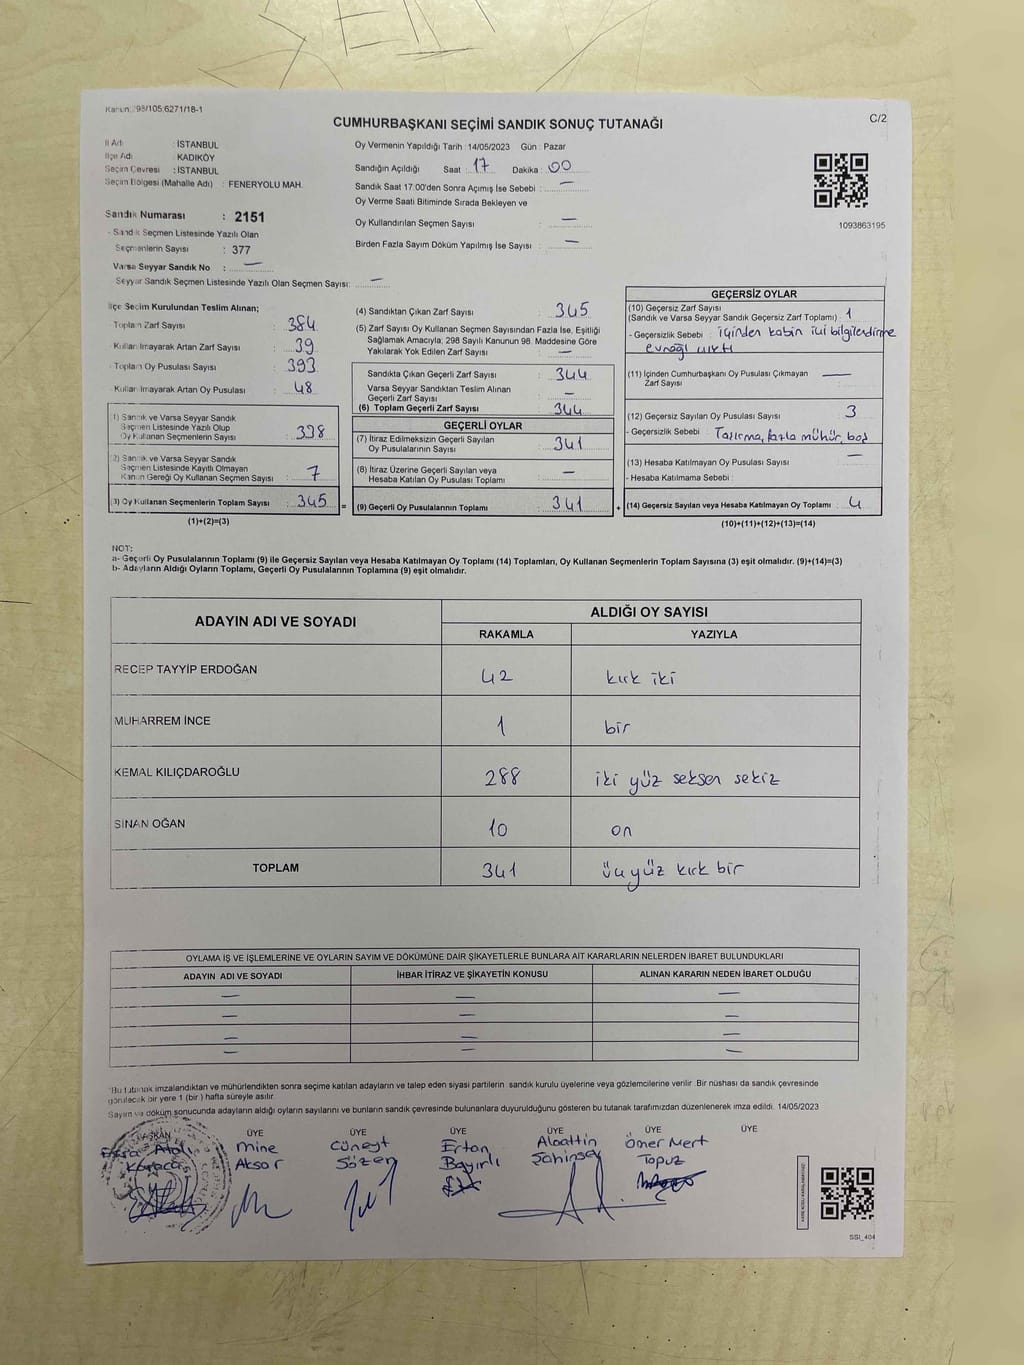 Kanun: 298/105,6271/18-1
C/2
CUMHURBAŞKANI SEÇİMİ SANDIK SONUÇ TUTANAĞI
İl Adı : İSTANBUL
İlçe Adı : KADIKÖY
Seçim Çevresi : İSTANBUL
Seçim Bölgesi (Mahalle Adı) : FENERYOLU MAH.
Sandık Numarası : 2151
- Sandık Seçmen Listesinde Yazılı Olan
Seçmenlerin Sayısı : 377
Varsa Seyyar Sandık No : —
Seyyar Sandık Seçmen Listesinde Yazılı Olan Seçmen Sayısı: —
Oy Vermenin Yapıldığı Tarih : 14/05/2023 Gün : Pazar
Sandığın Açıldığı Saat : 17 Dakika : 00
Sandık Saat 17:00'den Sonra Açımış İse Sebebi : —
Oy Verme Saati Bitiminde Sırada Bekleyen ve
Oy Kullandırılan Seçmen Sayısı : —
Birden Fazla Sayım Döküm Yapılmış İse Sayısı : —
1093863195
İlçe Seçim Kurulundan Teslim Alınan;
Toplam Zarf Sayısı : 384
Kullanılmayarak Artan Zarf Sayısı : 39
Toplam Oy Pusulası Sayısı : 393
Kullanılmayarak Artan Oy Pusulası : 48
(1) Sandık ve Varsa Seyyar Sandık
Seçmen Listesinde Yazılı Olup
Oy Kullanan Seçmenlerin Sayısı : 338
(2) Sandık ve Varsa Seyyar Sandık
Seçmen Listesinde Kayıtlı Olmayan
Kanun Gereği Oy Kullanan Seçmen Sayısı : 7
(3) Oy Kullanan Seçmenlerin Toplam Sayısı : 345 =
(1)+(2)=(3)
(4) Sandıktan Çıkan Zarf Sayısı : 345
(5) Zarf Sayısı Oy Kullanan Seçmen Sayısından Fazla İse, Eşitliği
Sağlamak Amacıyla; 298 Sayılı Kanunun 98. Maddesine Göre
Yakılarak Yok Edilen Zarf Sayısı : —
Sandıkta Çıkan Geçerli Zarf Sayısı : 344
Varsa Seyyar Sandıktan Teslim Alınan
Geçerli Zarf Sayısı : —
(6) Toplam Geçerli Zarf Sayısı : 344
GEÇERLİ OYLAR
(7) İtiraz Edilmeksizin Geçerli Sayılan
Oy Pusulalarının Sayısı : 341
(8) İtiraz Üzerine Geçerli Sayılan veya
Hesaba Katılan Oy Pusulası Toplamı : —
(9) Geçerli Oy Pusulalarının Toplamı : 341 +
GEÇERSİZ OYLAR
(10) Geçersiz Zarf Sayısı
(Sandık ve Varsa Seyyar Sandık Geçersiz Zarf Toplamı) : 1
- Geçersizlik Sebebi : içinden kabin içi bilgilendirme
evrağı çıktı
(11) İçinden Cumhurbaşkanı Oy Pusulası Çıkmayan —
Zarf Sayısı
(12) Geçersiz Sayılan Oy Pusulası Sayısı : 3
- Geçersizlik Sebebi : Taşırma, fazla mühür, boş
(13) Hesaba Katılmayan Oy Pusulası Sayısı : —
- Hesaba Katılmama Sebebi :
(14) Geçersiz Sayılan veya Hesaba Katılmayan Oy Toplamı : 4
(10)+(11)+(12)+(13)=(14)
NOT:
a- Geçerli Oy Pusulalarının Toplamı (9) ile Geçersiz Sayılan veya Hesaba Katılmayan Oy Toplamı (14) Toplamları, Oy Kullanan Seçmenlerin Toplam Sayısına (3) eşit olmalıdır. (9)+(14)=(3)
b- Adayların Aldığı Oyların Toplamı, Geçerli Oy Pusulalarının Toplamına (9) eşit olmalıdır.
ADAYIN ADI VE SOYADI ALDIĞI OY SAYISI
RAKAMLA YAZIYLA
RECEP TAYYİP ERDOĞAN 42 kırk iki
MUHARREM İNCE 1 bir
KEMAL KILIÇDAROĞLU 288 iki yüz seksen sekiz
SİNAN OĞAN 10 on
TOPLAM 341 üç yüz kırk bir
OYLAMA İŞ VE İŞLEMLERİNE VE OYLARIN SAYIM VE DÖKÜMÜNE DAİR ŞİKAYETLERLE BUNLARA AİT KARARLARIN NELERDEN İBARET BULUNDUKLARI
ADAYIN ADI VE SOYADI İHBAR İTİRAZ VE ŞİKAYETİN KONUSU ALINAN KARARIN NEDEN İBARET OLDUĞU
— — —
— — —
— — —
— — —
*Bu tutanak imzalandıktan ve mühürlendikten sonra seçime katılan adayların ve talep eden siyasi partilerin sandık kurulu üyelerine veya gözlemcilerine verilir. Bir nüshası da sandık çevresinde
görülecek bir yere 1 (bir ) hafta süreyle asılır.
Sayım ve döküm sonucunda adayların aldığı oyların sayılarını ve bunların sandık çevresinde bulunanlara duyurulduğunu gösteren bu tutanak tarafımızdan düzenlenerek imza edildi. 14/05/2023
BAŞKAN ÜYE ÜYE ÜYE ÜYE ÜYE ÜYE
Esra Atalı Mine Cüneyt Ertan Alaattin Ömer Mert
Karaca Aksor Sözen Bayırlı Şahinsoy Topuz
SSI_404